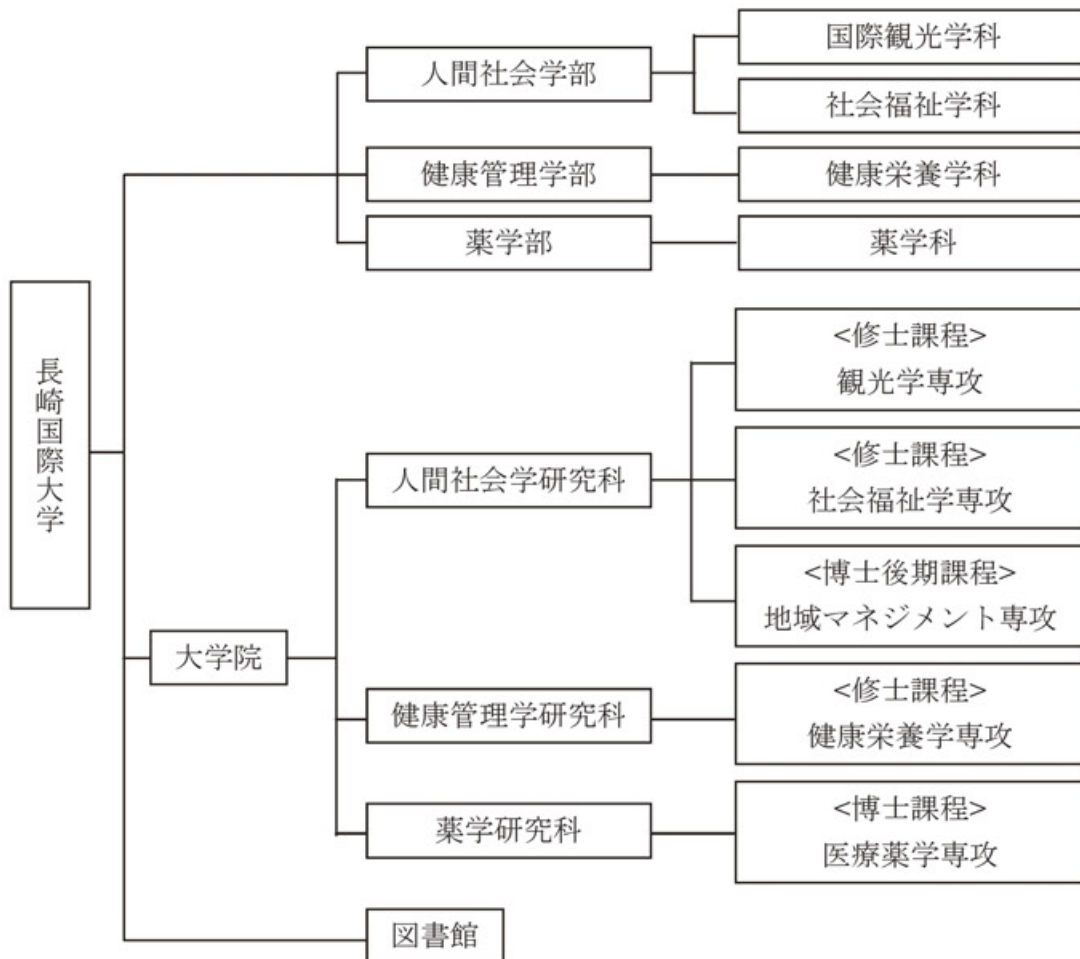 長崎国際大学
人間社会学部
国際観光学科
社会福祉学科
健康管理学部
健康栄養学科
薬学部
薬学科
大学院
人間社会学研究科
<修士課程>
観光学専攻
<修士課程>
社会福祉学専攻
<博士後期課程>
地域マネジメント専攻
健康管理学研究科
<修士課程>
健康栄養学専攻
薬学研究科
<博士課程>
医療薬学専攻
図書館